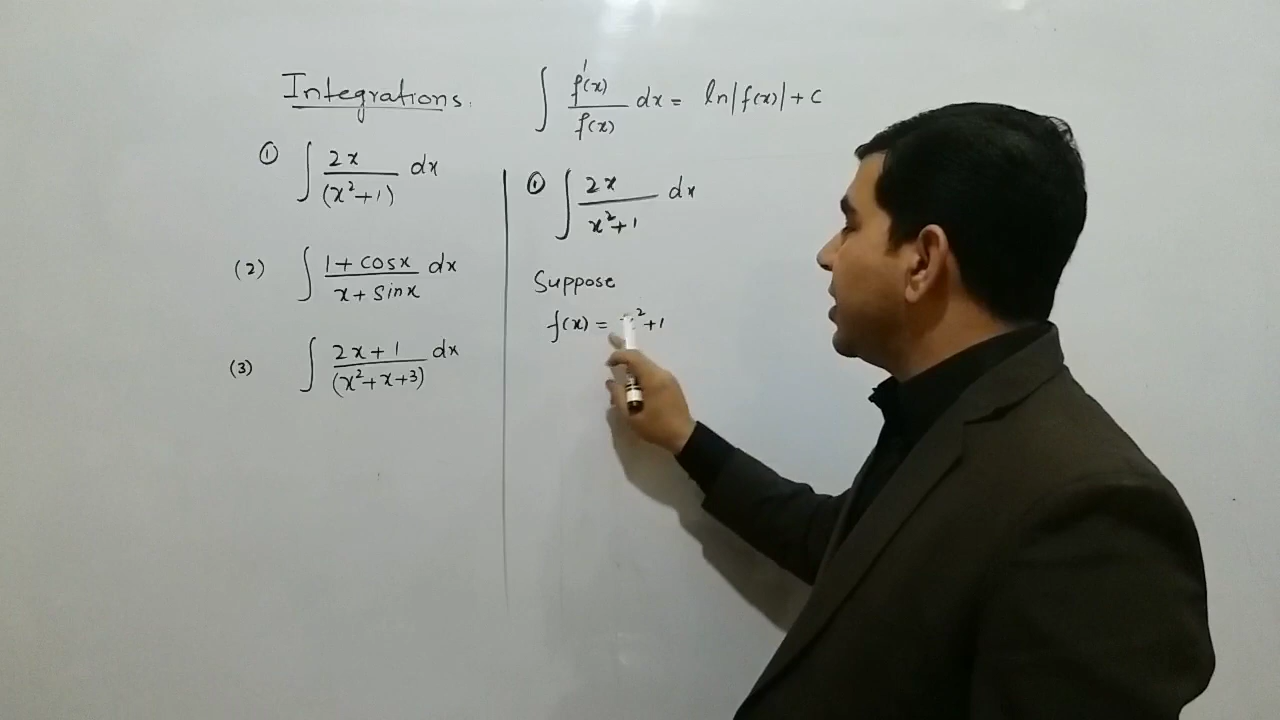 Integrations.
① ∫ 2x/(x²+1) dx
(2) ∫ 1+cosx/x+sinx dx
(3) ∫ 2x+1/(x²+x+3) dx
∫ f'(x)/f(x) dx = ln|f(x)|+c
① ∫ 2x/x²+1 dx
Suppose
f(x) = x²+1